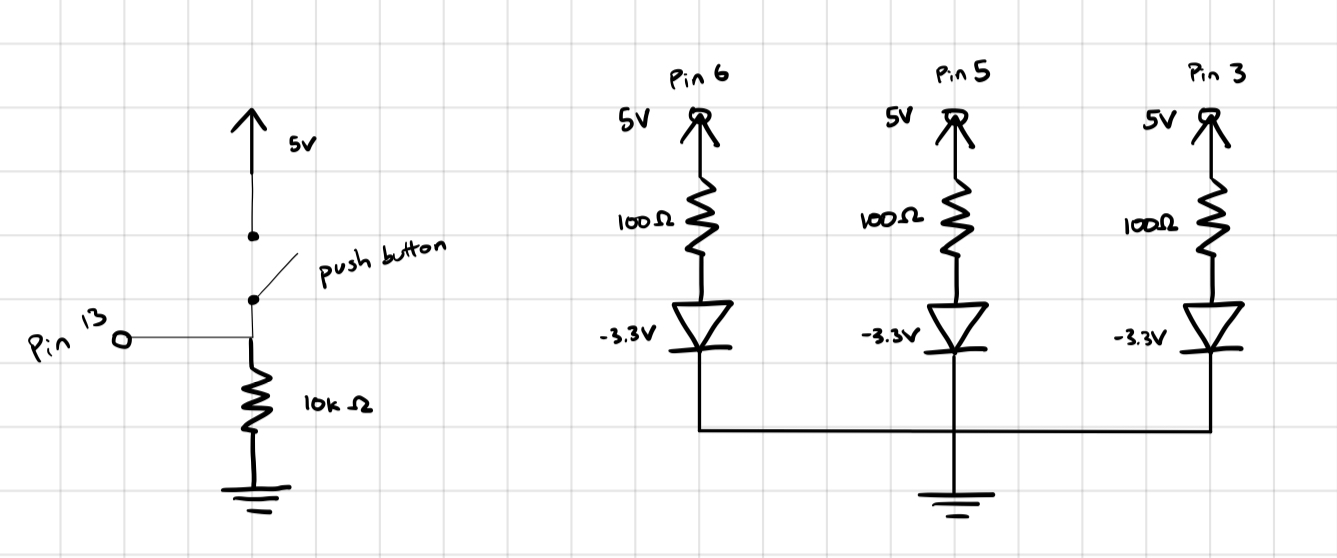 5V
push button
Pin 13
10k Ω
Pin 6
5V
100Ω
-3.3V
Pin 5
5V
100Ω
-3.3V
Pin 3
5V
100Ω
-3.3V